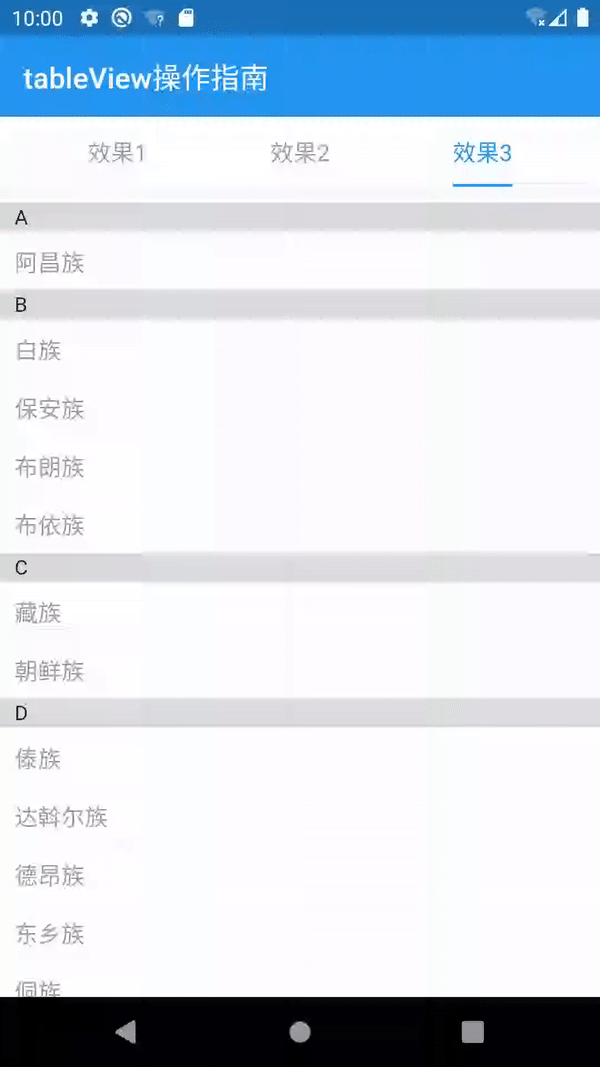 10:00
tableView操作指南
效果1 效果2 效果3
A
阿昌族
B
白族
保安族
布朗族
布依族
C
藏族
朝鲜族
D
傣族
达斡尔族
德昂族
东乡族
侗族